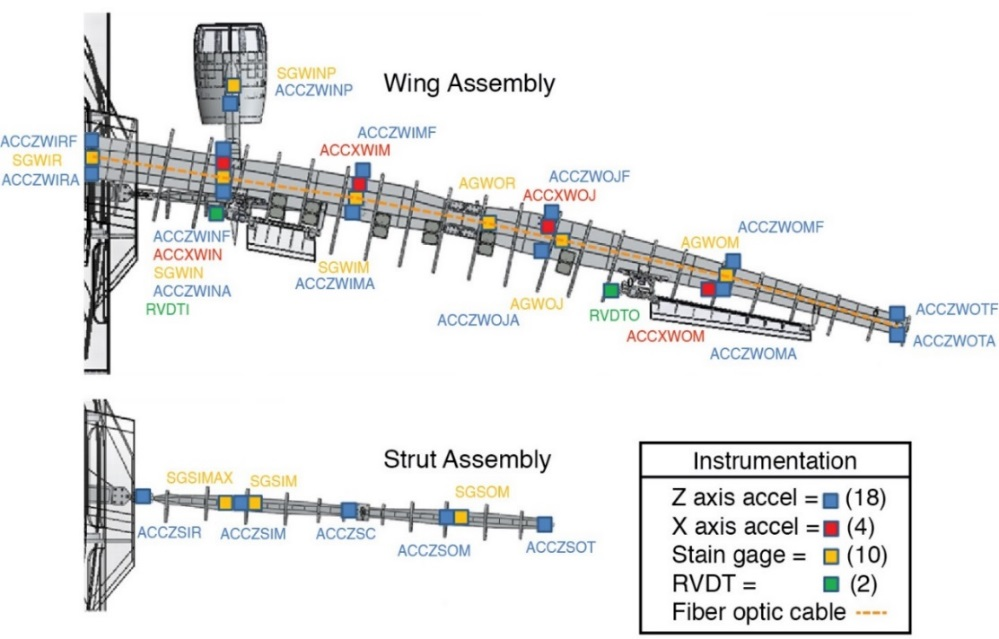 SGWINP
ACCZWINP
Wing Assembly
ACCZWIRF
SGWIR
ACCZWIRA
ACCZWIMF
ACCXWIM
AGWOR
ACCZWOJF
ACCXWOJ
ACCZWOMF
AGWOM
ACCZWINF
ACCXWIN
SGWIN
ACCZWINA
RVDTI
SGWIM
ACCZWIMA
AGWOJ
ACCZWOJA
RVDTO
ACCXWOM
ACCZWOMA
ACCZWOTF
ACCZWOTA
Strut Assembly
SGSIMAX
SGSIM
SGSOM
ACCZSIR
ACCZSIM
ACCZSC
ACCZSOM
ACCZSOT
Instrumentation
Z axis accel = (18)
X axis accel = (4)
Stain gage = (10)
RVDT = (2)
Fiber optic cable